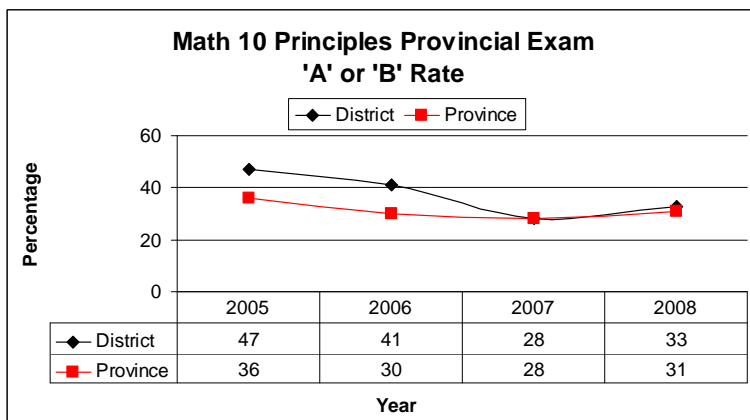 Math 10 Principles Provincial Exam
'A' or 'B' Rate
District Province
60
40
20
0
Percentage
2005 2006 2007 2008
District 47 41 28 33
Province 36 30 28 31
Year